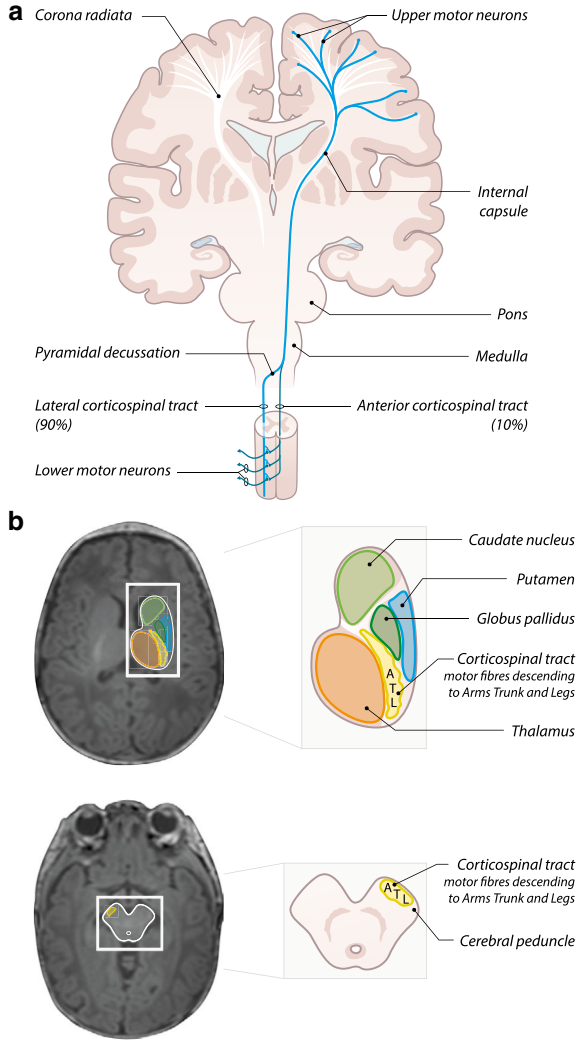 a
Corona radiata
Upper motor neurons
Internal
capsule
Pons
Pyramidal decussation
Medulla
Lateral corticospinal tract
(90%)
Anterior corticospinal tract
(10%)
Lower motor neurons
b
Caudate nucleus
Putamen
Globus pallidus
Corticospinal tract
motor fibres descending
to Arms Trunk and Legs
A
T
L
Thalamus
Corticospinal tract
motor fibres descending
to Arms Trunk and Legs
A T L
Cerebral peduncle